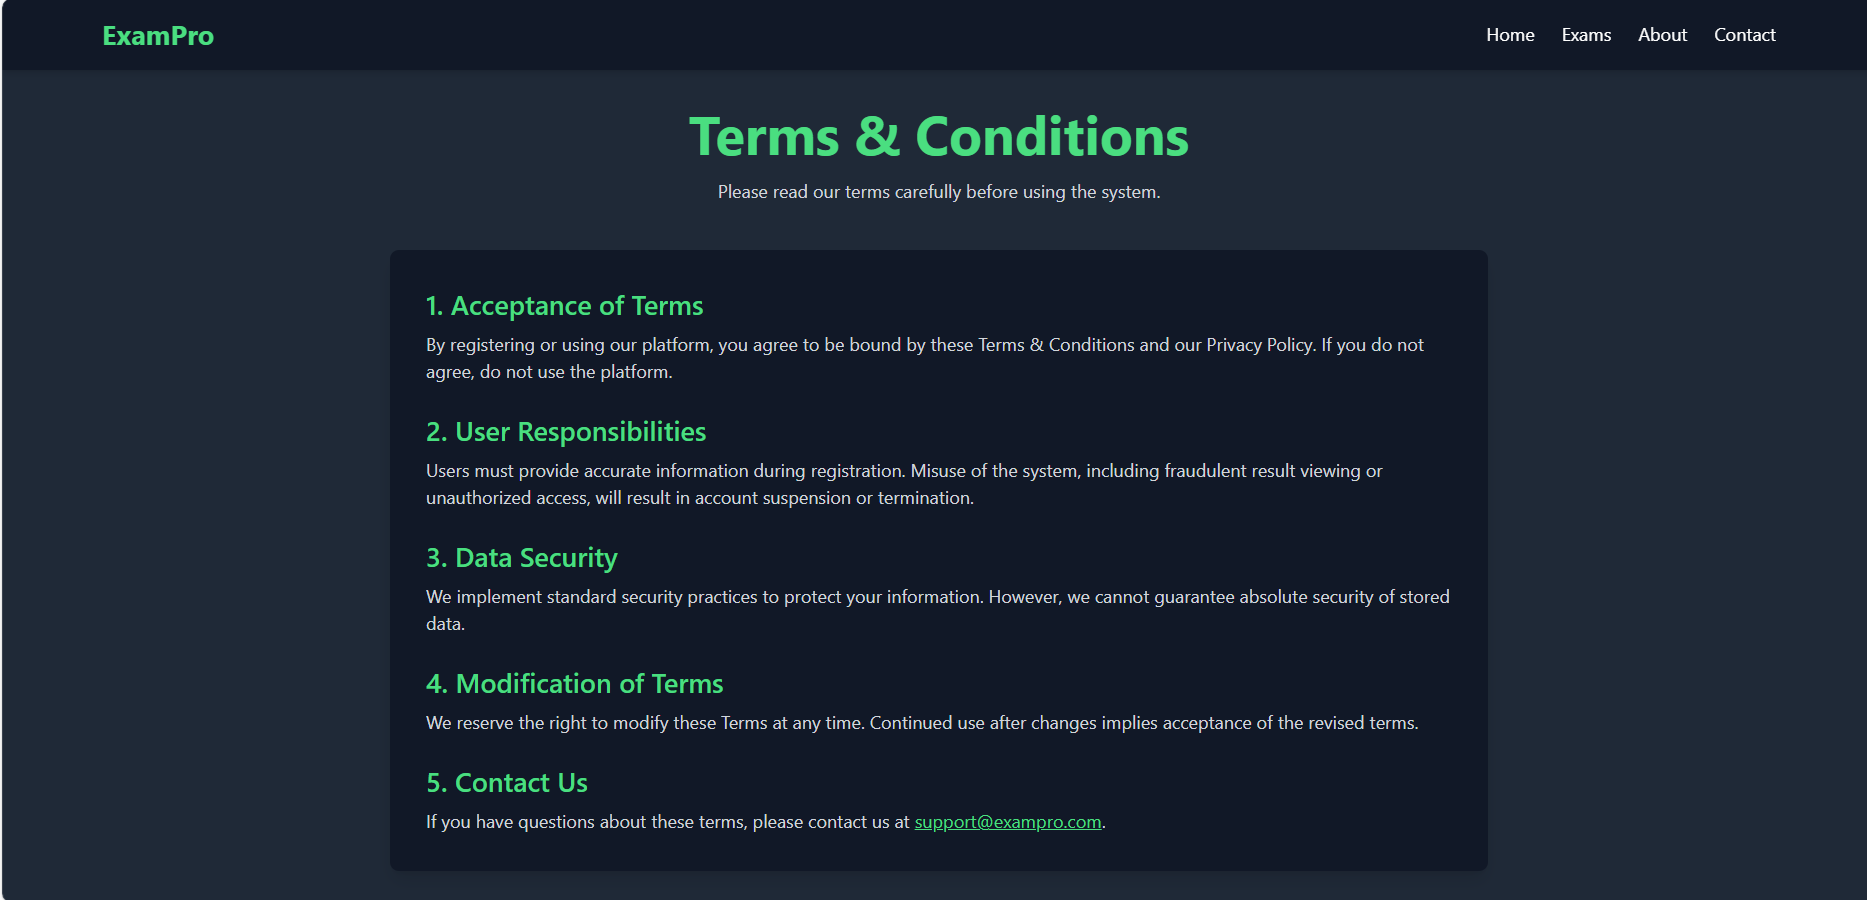 ExamPro
Home Exams About Contact
Terms & Conditions
Please read our terms carefully before using the system.
1. Acceptance of Terms
By registering or using our platform, you agree to be bound by these Terms & Conditions and our Privacy Policy. If you do not
agree, do not use the platform.
2. User Responsibilities
Users must provide accurate information during registration. Misuse of the system, including fraudulent result viewing or
unauthorized access, will result in account suspension or termination.
3. Data Security
We implement standard security practices to protect your information. However, we cannot guarantee absolute security of stored
data.
4. Modification of Terms
We reserve the right to modify these Terms at any time. Continued use after changes implies acceptance of the revised terms.
5. Contact Us
If you have questions about these terms, please contact us at support@exampro.com.